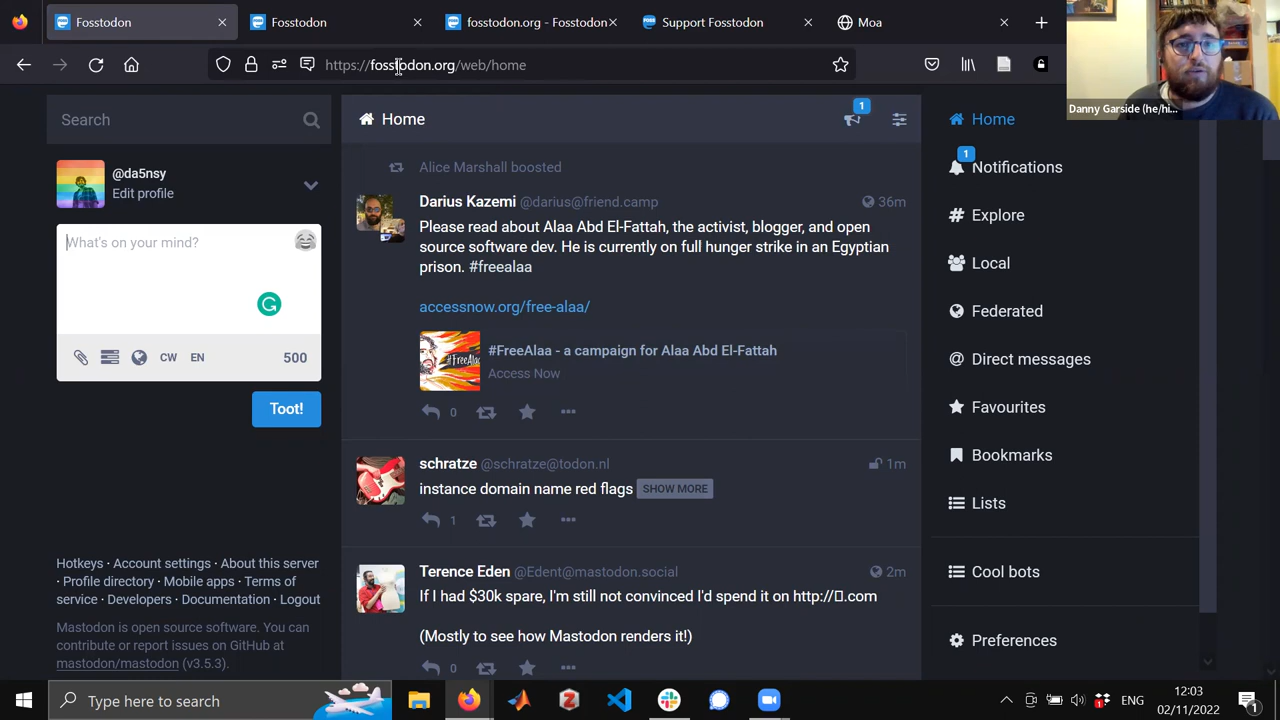 Fosstodon
Fosstodon
fosstodon.org - Fosstodon
Support Fosstodon
Moa
https://fosstodon.org/web/home
Danny Garside (he/hi...
Search
@da5nsy
Edit profile
What's on your mind?
CW
EN
500
Toot!
Hotkeys · Account settings · About this server
· Profile directory · Mobile apps · Terms of
service · Developers · Documentation · Logout
Mastodon is open source software. You can
contribute or report issues on GitHub at
mastodon/mastodon (v3.5.3).
Home
1
Alice Marshall boosted
Darius Kazemi @darius@friend.camp
36m
Please read about Alaa Abd El-Fattah, the activist, blogger, and open
source software dev. He is currently on full hunger strike in an Egyptian
prison. #freealaa
accessnow.org/free-alaa/
#FreeAlaa
#FreeAlaa - a campaign for Alaa Abd El-Fattah
Access Now
0
schratze @schratze@todon.nl
1m
instance domain name red flags SHOW MORE
1
Terence Eden @Edent@mastodon.social
2m
If I had $30k spare, I'm still not convinced I'd spend it on http://▯.com
(Mostly to see how Mastodon renders it!)
0
Home
1
Notifications
Explore
Local
Federated
Direct messages
Favourites
Bookmarks
Lists
Cool bots
Preferences
Type here to search
ENG
12:03
02/11/2022
1